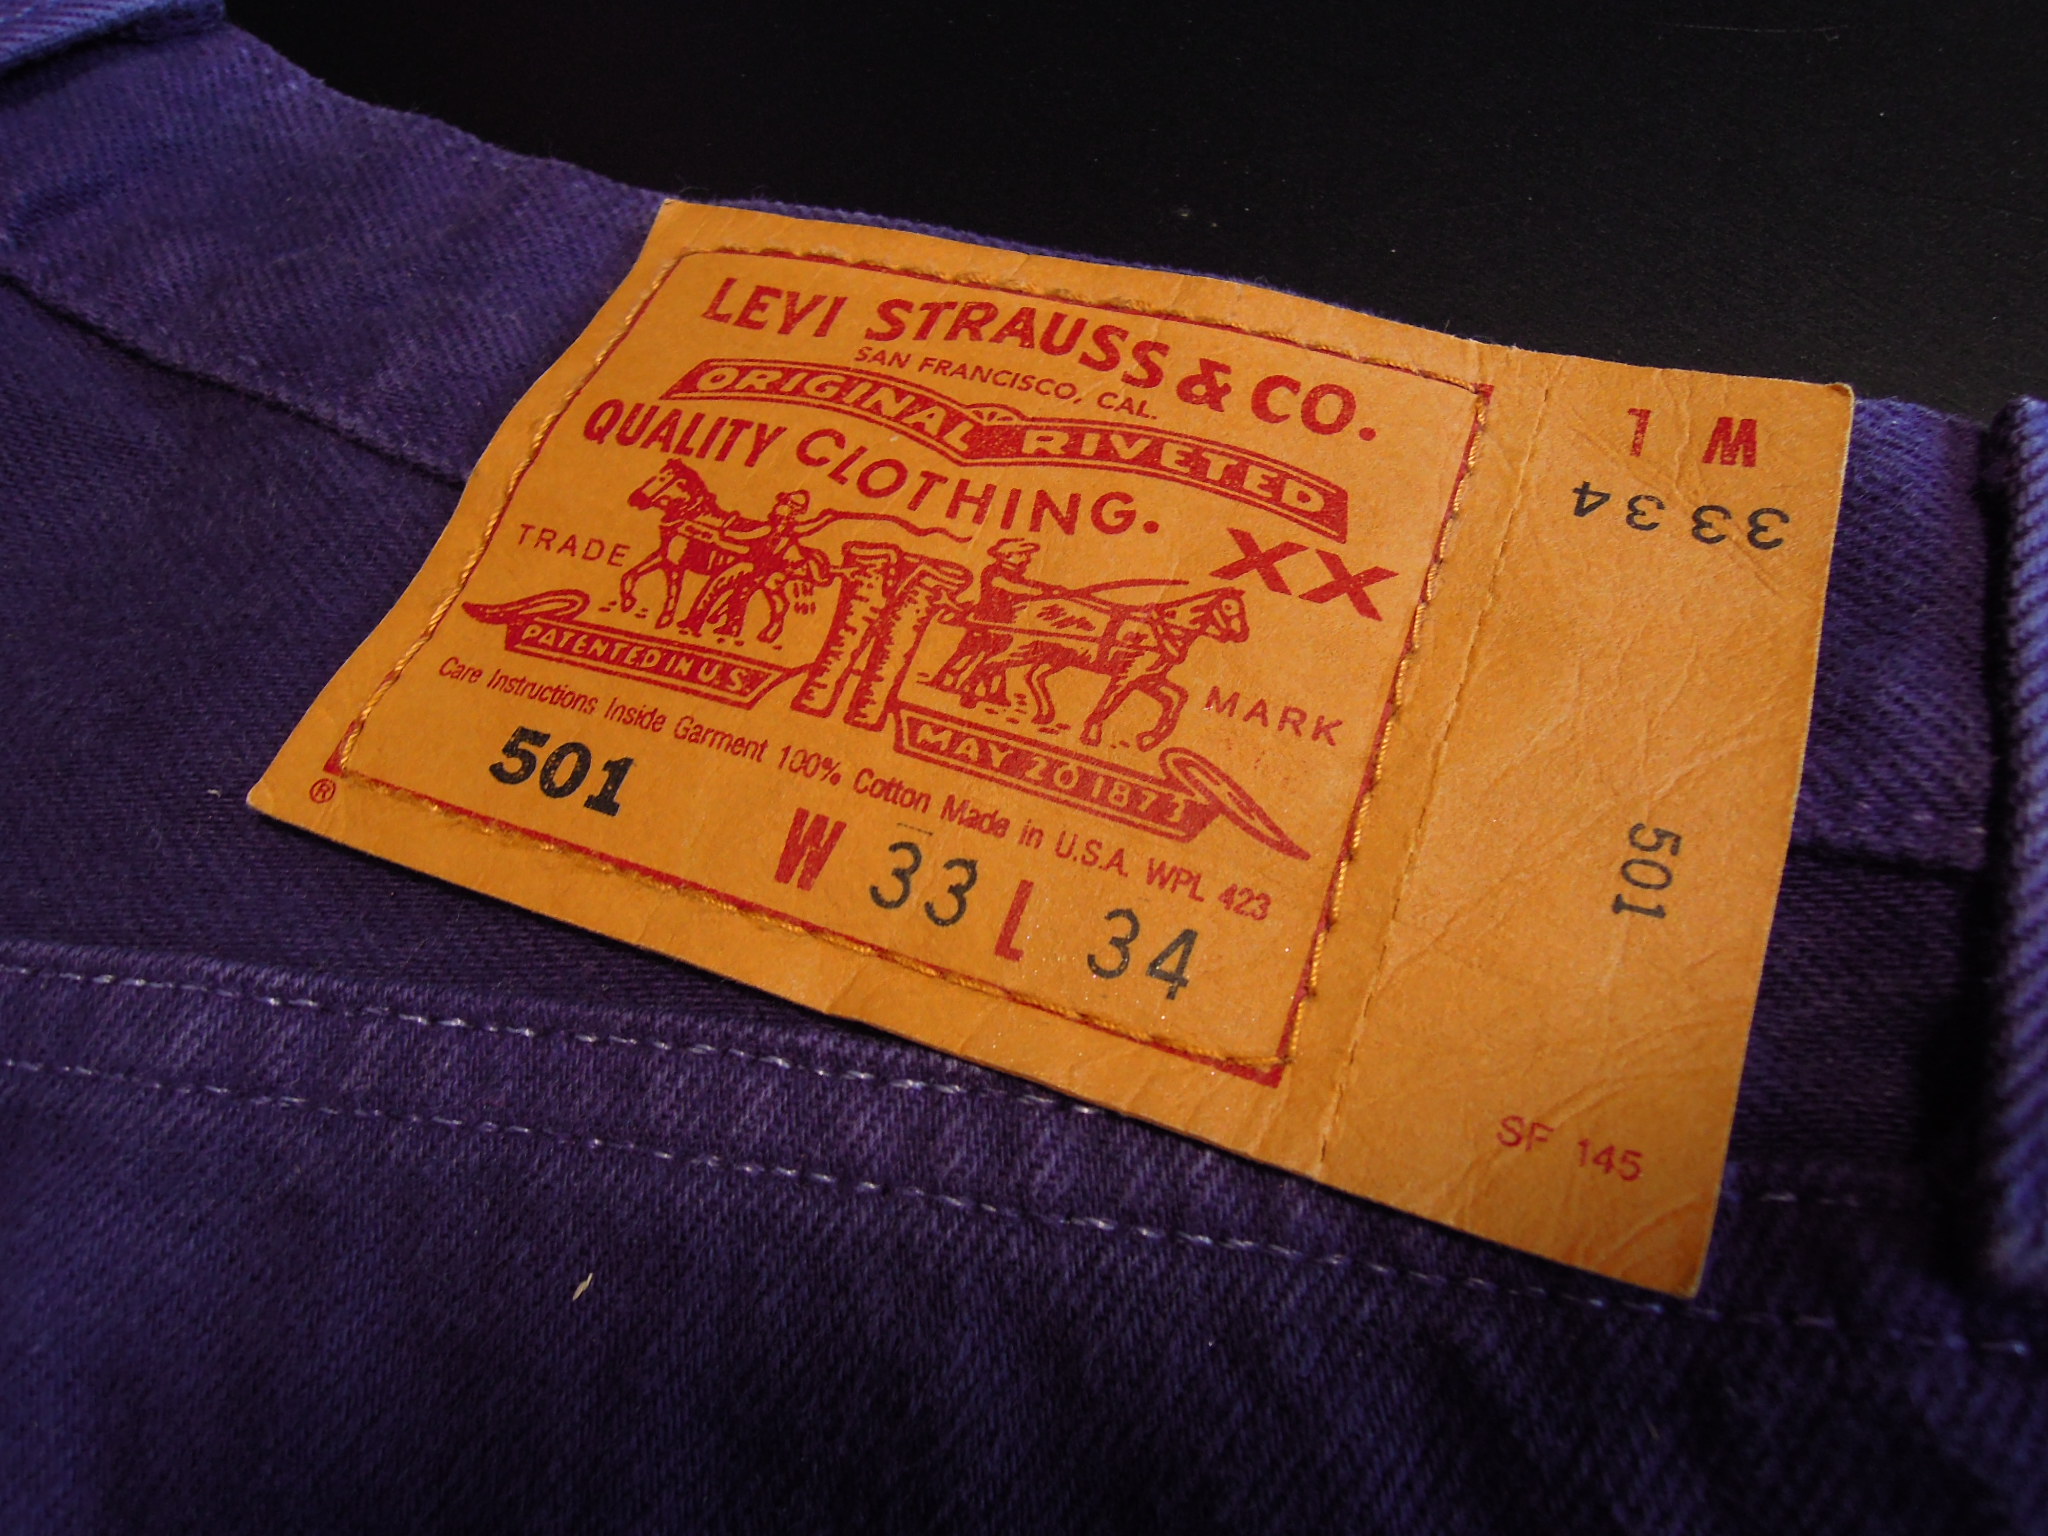 LEVI STRAUSS & CO.
SAN FRANCISCO, CAL.
ORIGINAL RIVETED
QUALITY CLOTHING.
XX
TRADE MARK
PATENTED IN U.S.
MAY 20 1873
Care Instructions Inside Garment 100% Cotton Made in U.S.A. WPL 423
501
W 33 L 34
®
W L
33 34
501
SF 145